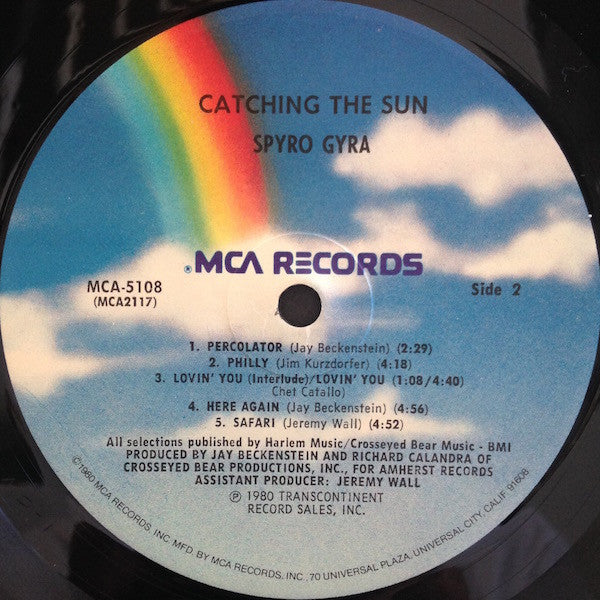 CATCHING THE SUN
SPYRO GYRA
®MCA RECORDS
MCA-5108
(MCA2117)
Side 2
1. PERCOLATOR (Jay Beckenstein) (2:29)
2. PHILLY (Jim Kurzdorfer) (4:18)
3. LOVIN' YOU (Interlude)/LOVIN' YOU (1:08/4:40)
Chet Catallo
4. HERE AGAIN (Jay Beckenstein) (4:56)
5. SAFARI (Jeremy Wall) (4:52)
All selections published by Harlem Music/Crosseyed Bear Music - BMI
PRODUCED BY JAY BECKENSTEIN AND RICHARD CALANDRA OF
CROSSEYED BEAR PRODUCTIONS, INC., FOR AMHERST RECORDS
ASSISTANT PRODUCER: JEREMY WALL
Ⓟ 1980 TRANSCONTINENT
RECORD SALES, INC.
©1980 MCA RECORDS, INC. MFD. BY MCA RECORDS, INC., 70 UNIVERSAL PLAZA, UNIVERSAL CITY, CALIF. 91608